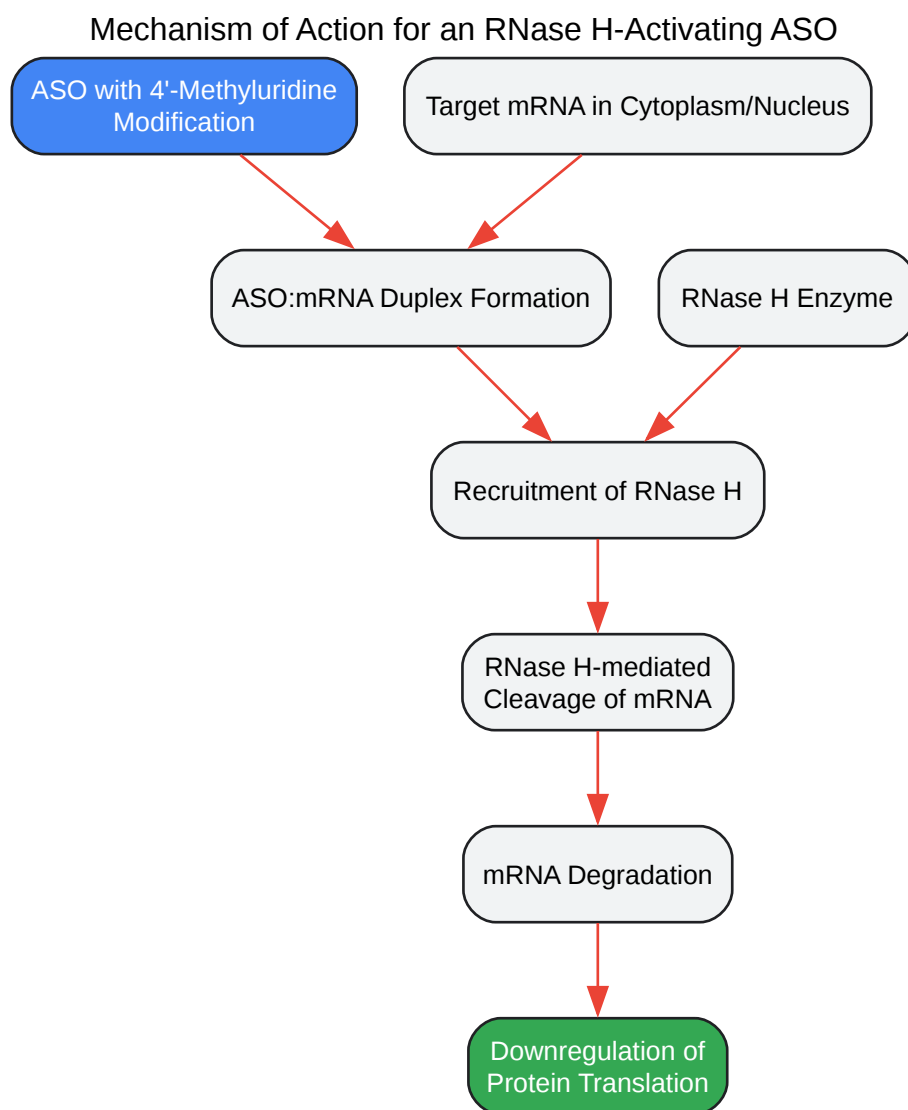 Mechanism of Action for an RNase H-Activating ASO
ASO with 4'-Methyluridine
Modification
Target mRNA in Cytoplasm/Nucleus
ASO:mRNA Duplex Formation
RNase H Enzyme
Recruitment of RNase H
RNase H-mediated
Cleavage of mRNA
mRNA Degradation
Downregulation of
Protein Translation